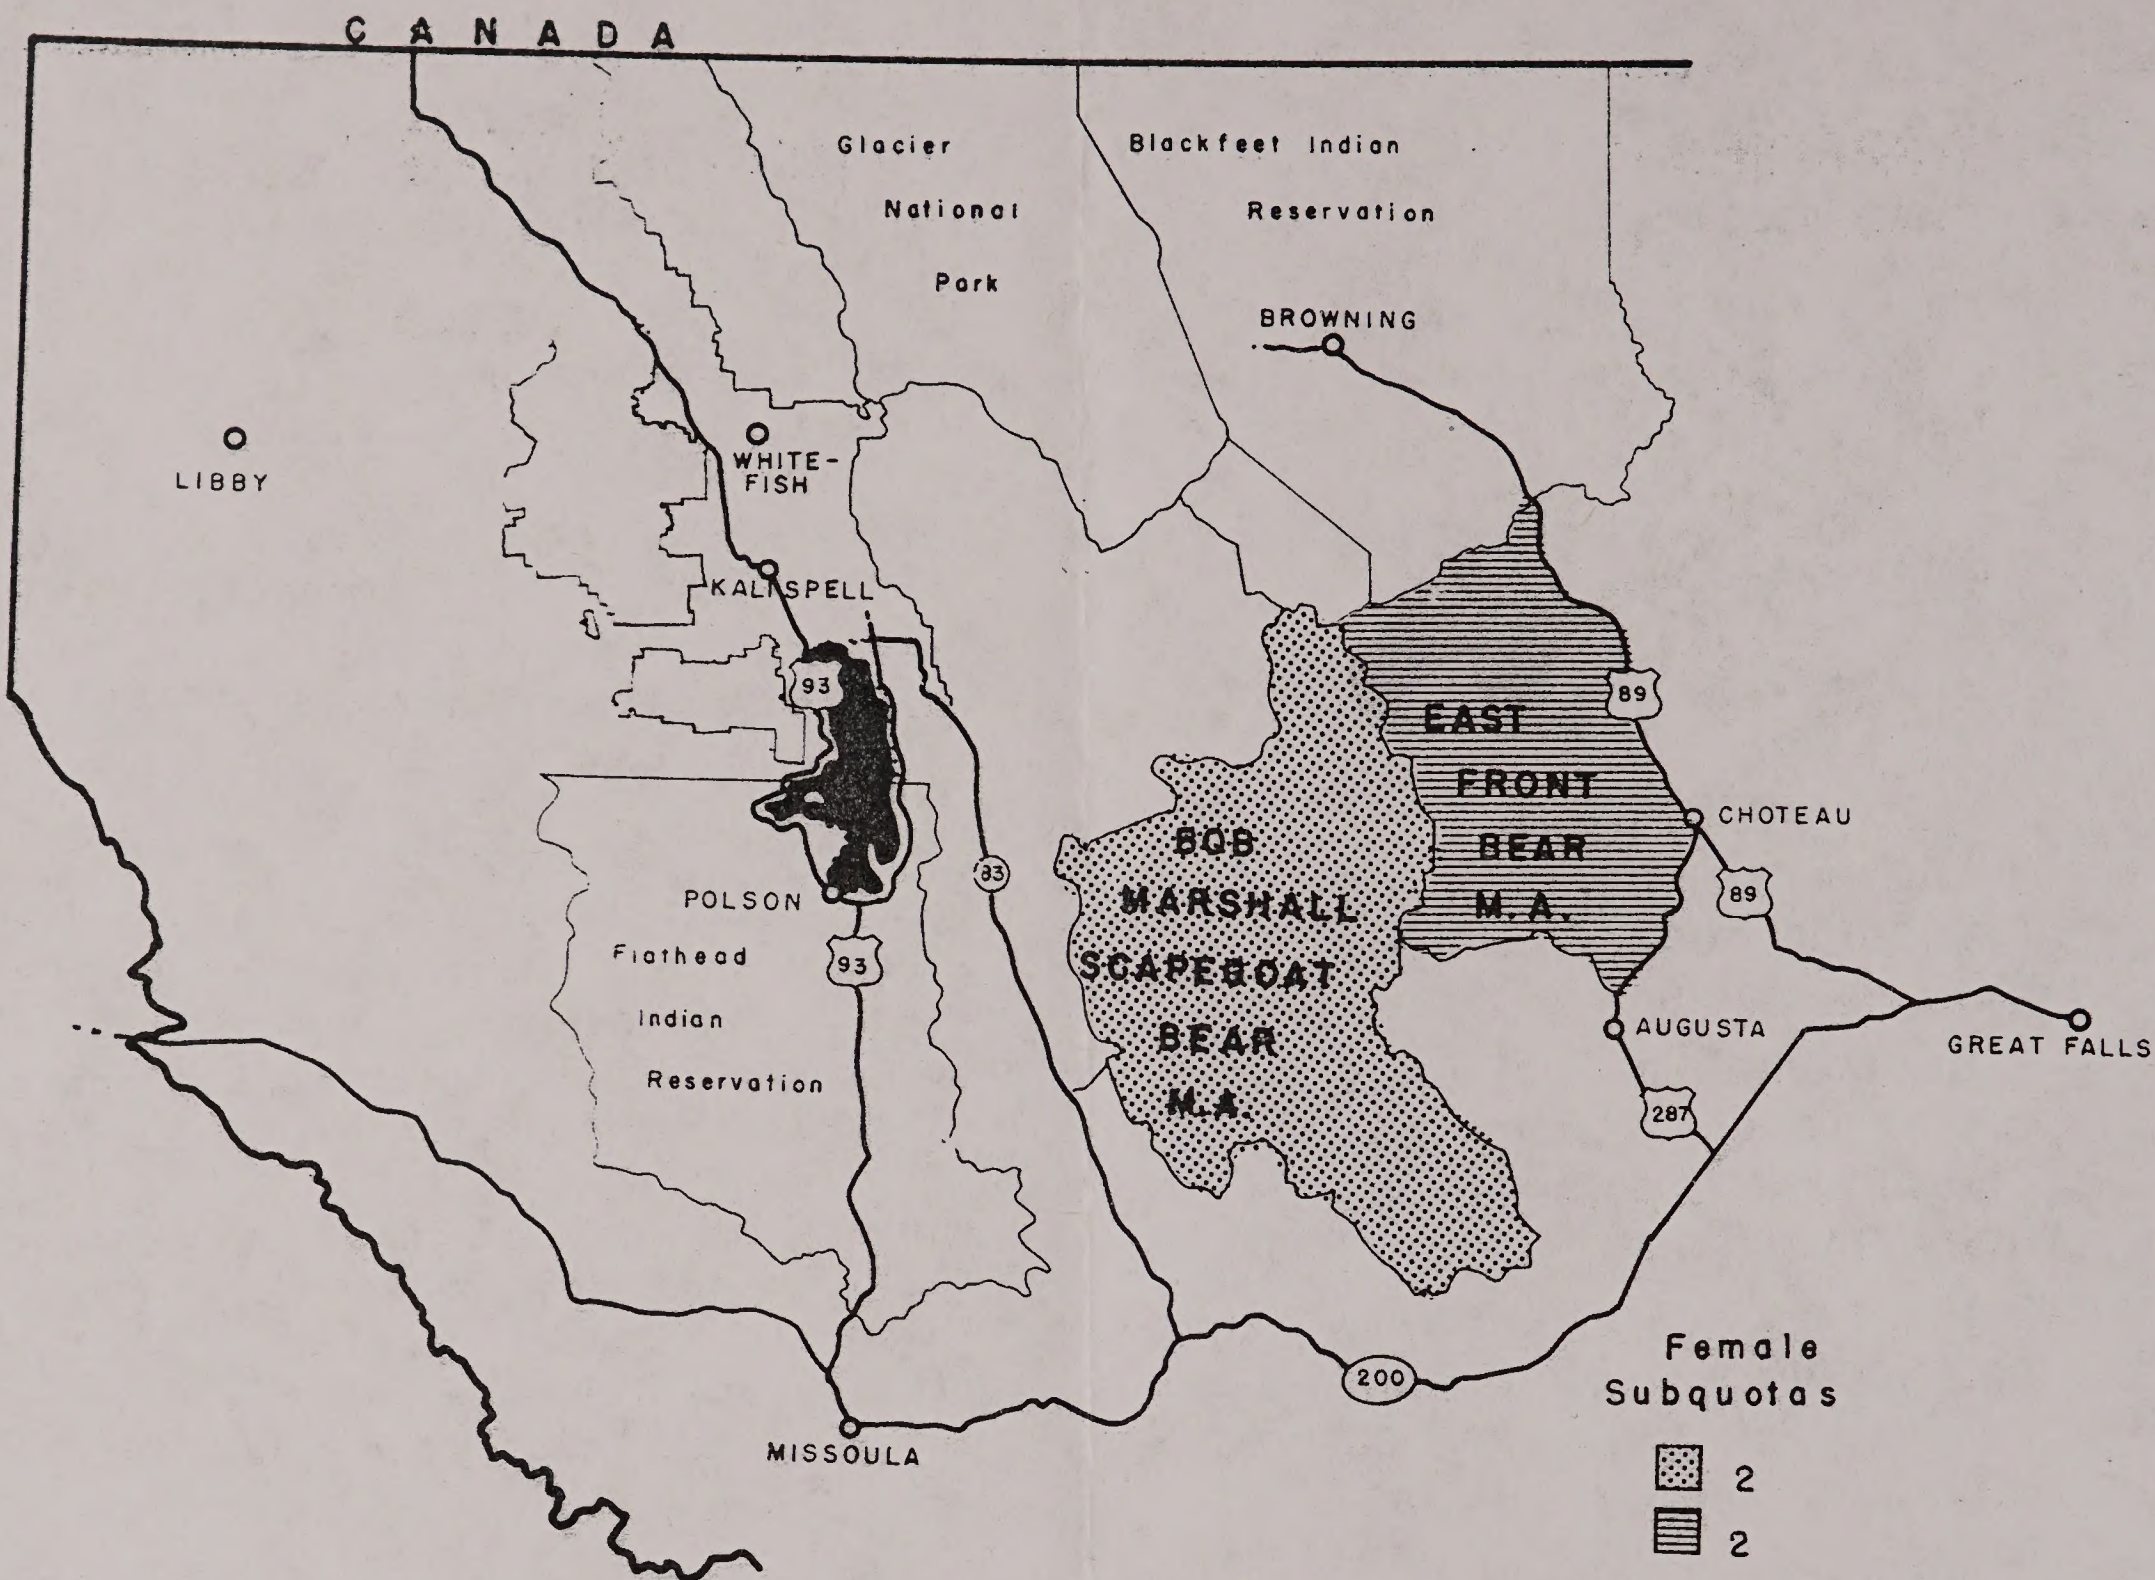 CANADA
Glacier
National
Park
Blackfeet Indian
Reservation
BROWNING
LIBBY
WHITE-
FISH
KALISPELL
93
89
EAST
FRONT
BEAR
M.A.
CHOTEAU
89
BOB
MARSHALL
SCAPEGOAT
BEAR
M.A.
83
POLSON
93
Flathead
Indian
Reservation
AUGUSTA
GREAT FALLS
287
200
MISSOULA
Female
Subquotas
2
2